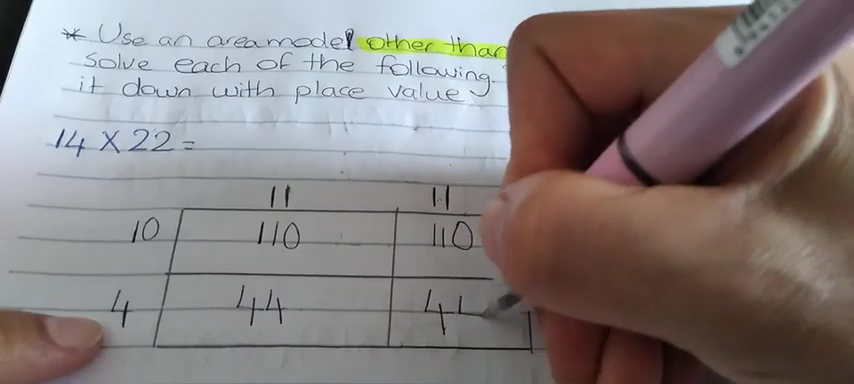 * Use an area model other than
Solve each of the following.
it down with place value
14 X 22 =
11 11
10 110 110
4 44